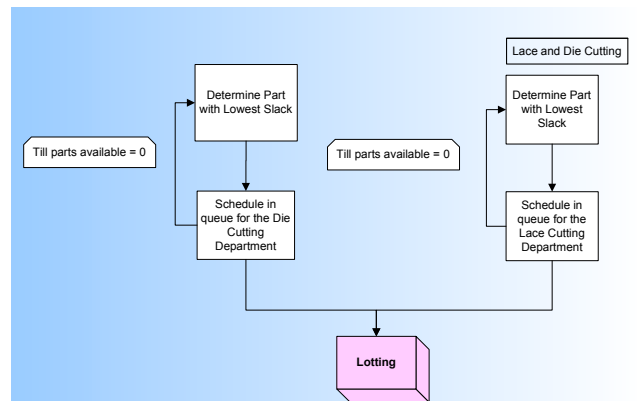 Lace and Die Cutting
Determine Part
with Lowest Slack
Determine Part
with Lowest
Slack
Till parts available = 0
Till parts available = 0
Schedule in
queue for the Die
Cutting
Department
Schedule in
queue for the
Lace Cutting
Department
Lotting